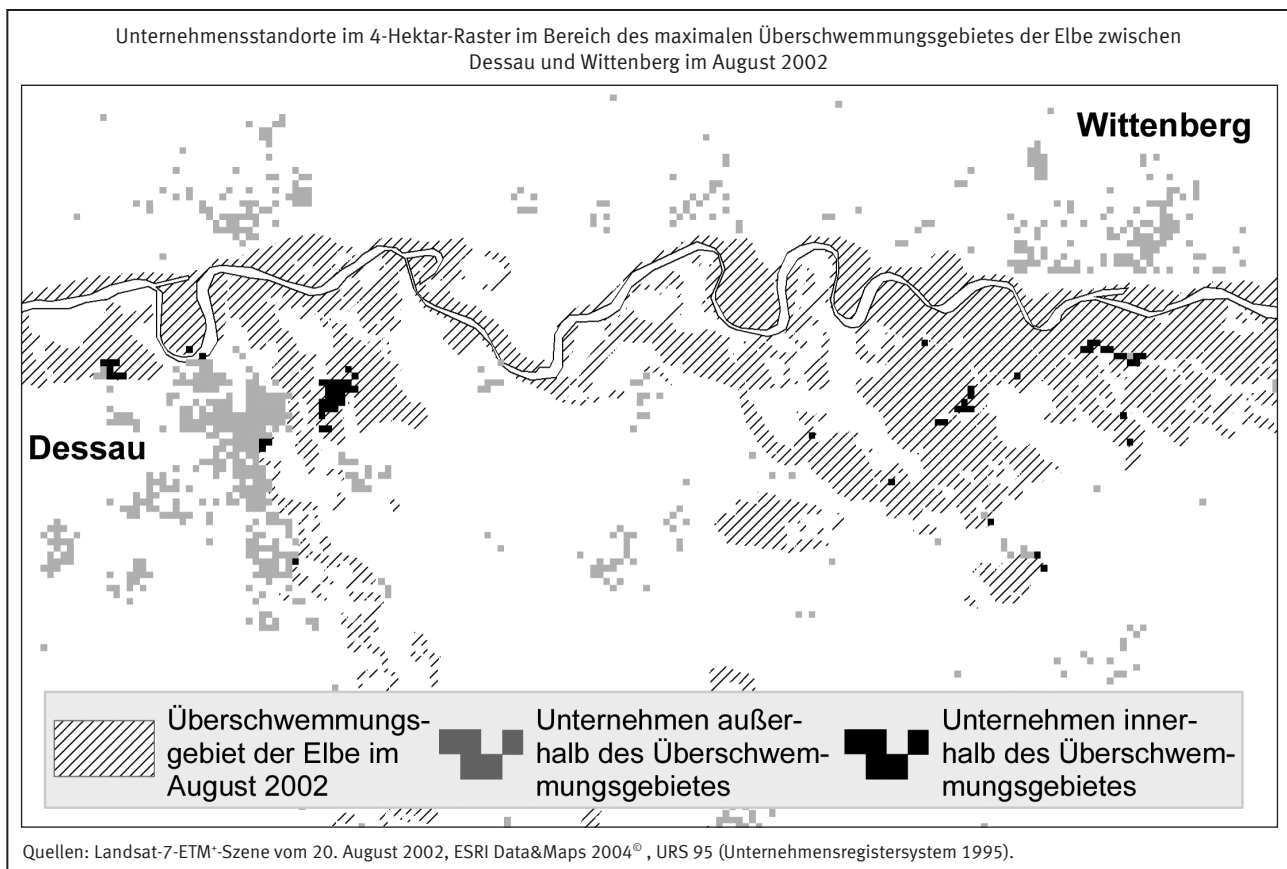 Unternehmensstandorte im 4-Hektar-Raster im Bereich des maximalen Überschwemmungsgebietes der Elbe zwischen
Dessau und Wittenberg im August 2002
Wittenberg
Dessau
Überschwemmungs-
gebiet der Elbe im
August 2002
Unternehmen außer-
halb des Überschwem-
mungsgebietes
Unternehmen inner-
halb des Überschwem-
mungsgebietes
Quellen: Landsat-7-ETM⁺-Szene vom 20. August 2002, ESRI Data&Maps 2004© , URS 95 (Unternehmensregistersystem 1995).